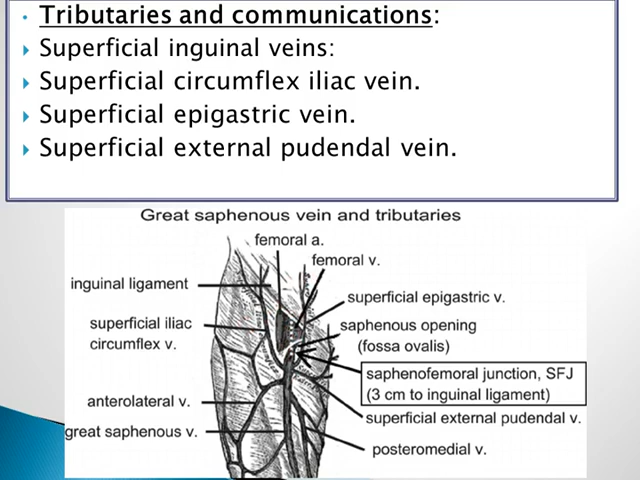 Tributaries and communications:
Superficial inguinal veins:
Superficial circumflex iliac vein.
Superficial epigastric vein.
Superficial external pudendal vein.
Great saphenous vein and tributaries
femoral a.
femoral v.
inguinal ligament
superficial epigastric v.
superficial iliac
circumflex v.
saphenous opening
(fossa ovalis)
saphenofemoral junction, SFJ
(3 cm to inguinal ligament)
anterolateral v.
superficial external pudendal v.
great saphenous v.
posteromedial v.